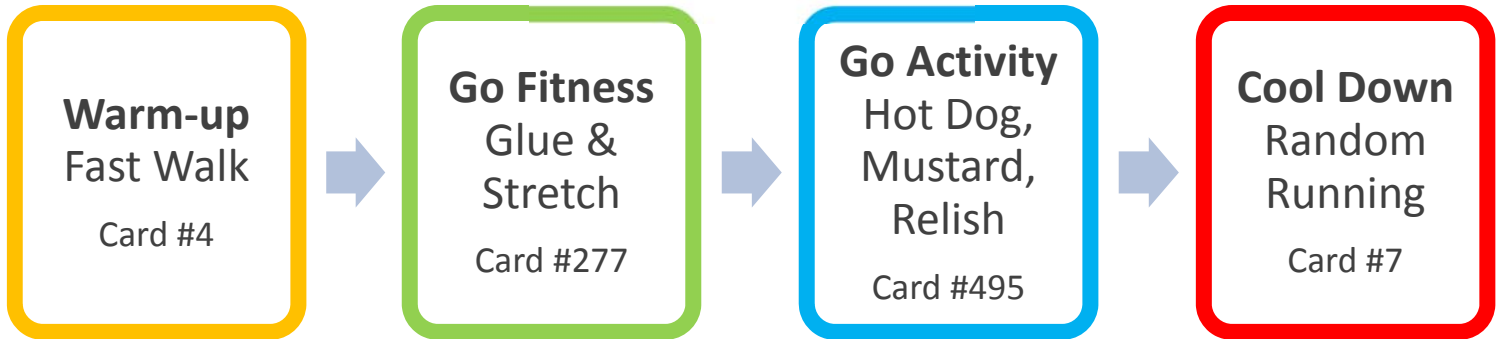 Warm-up
Fast Walk
Card #4
Go Fitness
Glue &
Stretch
Card #277
Go Activity
Hot Dog,
Mustard,
Relish
Card #495
Cool Down
Random
Running
Card #7